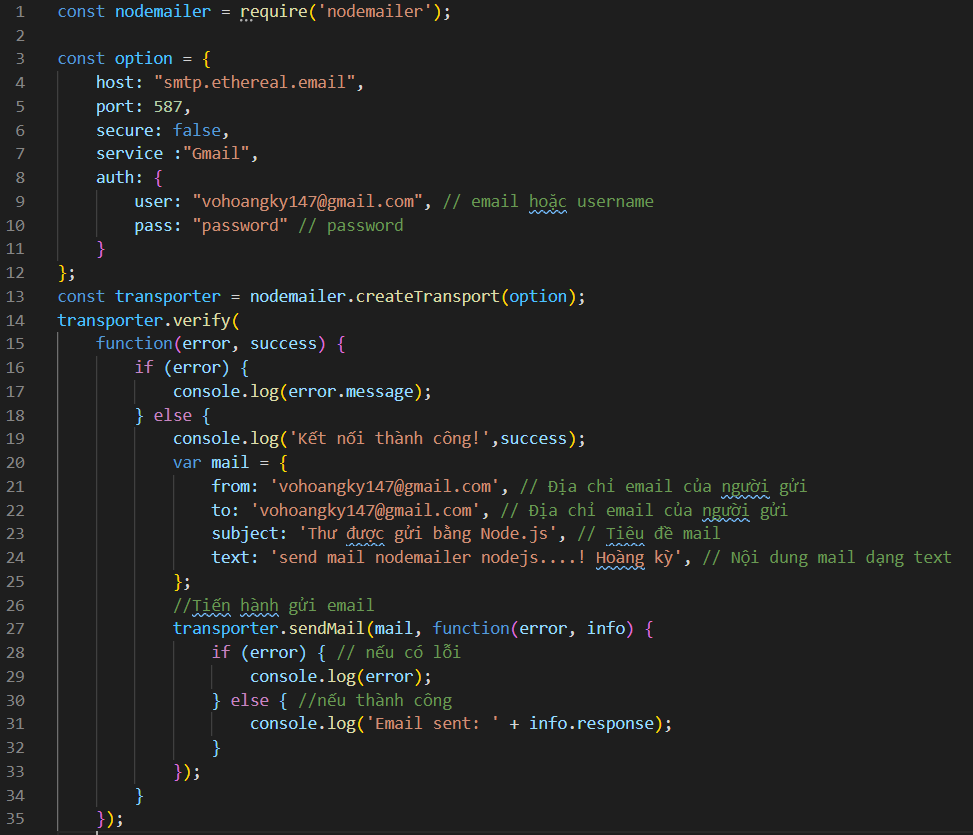 1 const nodemailer = require('nodemailer');
2
3 const option = {
4 host: "smtp.ethereal.email",
5 port: 587,
6 secure: false,
7 service :"Gmail",
8 auth: {
9 user: "vohoangky147@gmail.com", // email hoặc username
10 pass: "password" // password
11 }
12 };
13 const transporter = nodemailer.createTransport(option);
14 transporter.verify(
15 function(error, success) {
16 if (error) {
17 console.log(error.message);
18 } else {
19 console.log('Kết nối thành công!',success);
20 var mail = {
21 from: 'vohoangky147@gmail.com', // Địa chỉ email của người gửi
22 to: 'vohoangky147@gmail.com', // Địa chỉ email của người gửi
23 subject: 'Thư được gửi bằng Node.js', // Tiêu đề mail
24 text: 'send mail nodemailer nodejs....! Hoàng kỳ', // Nội dung mail dạng text
25 };
26 //Tiến hành gửi email
27 transporter.sendMail(mail, function(error, info) {
28 if (error) { // nếu có lỗi
29 console.log(error);
30 } else { //nếu thành công
31 console.log('Email sent: ' + info.response);
32 }
33 });
34 }
35 });